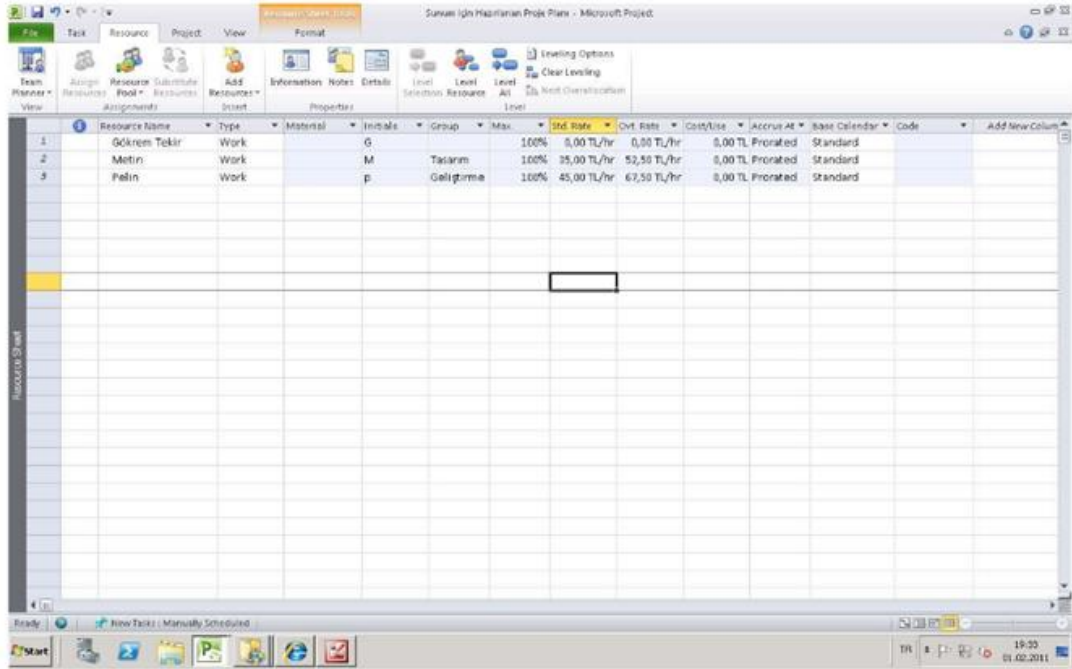 Resource Sheet Tools
Sunum İçin Hazırlanan Proje Planı - Microsoft Project
File Task Resource Project View Format
Team Planner
Assign Resources
Resource Pool
Substitute Resources
Add Resources
Information Notes Details
Level Selection
Level Resource
Level All
Leveling Options
Clear Leveling
Next Overallocation
View Assignments Insert Properties Level
Resource Name Type Material Initials Group Max. Std. Rate Ovt. Rate Cost/Use Accrue At Base Calendar Code Add New Column
1 Gökrem Tekir Work G 100% 0,00 TL/hr 0,00 TL/hr 0,00 TL Prorated Standard
2 Metin Work M Tasarım 100% 35,00 TL/hr 52,50 TL/hr 0,00 TL Prorated Standard
3 Pelin Work p Geliştirme 100% 45,00 TL/hr 67,50 TL/hr 0,00 TL Prorated Standard
Resource Sheet
Ready New Tasks : Manually Scheduled
Start TR 19:33
01.02.2011